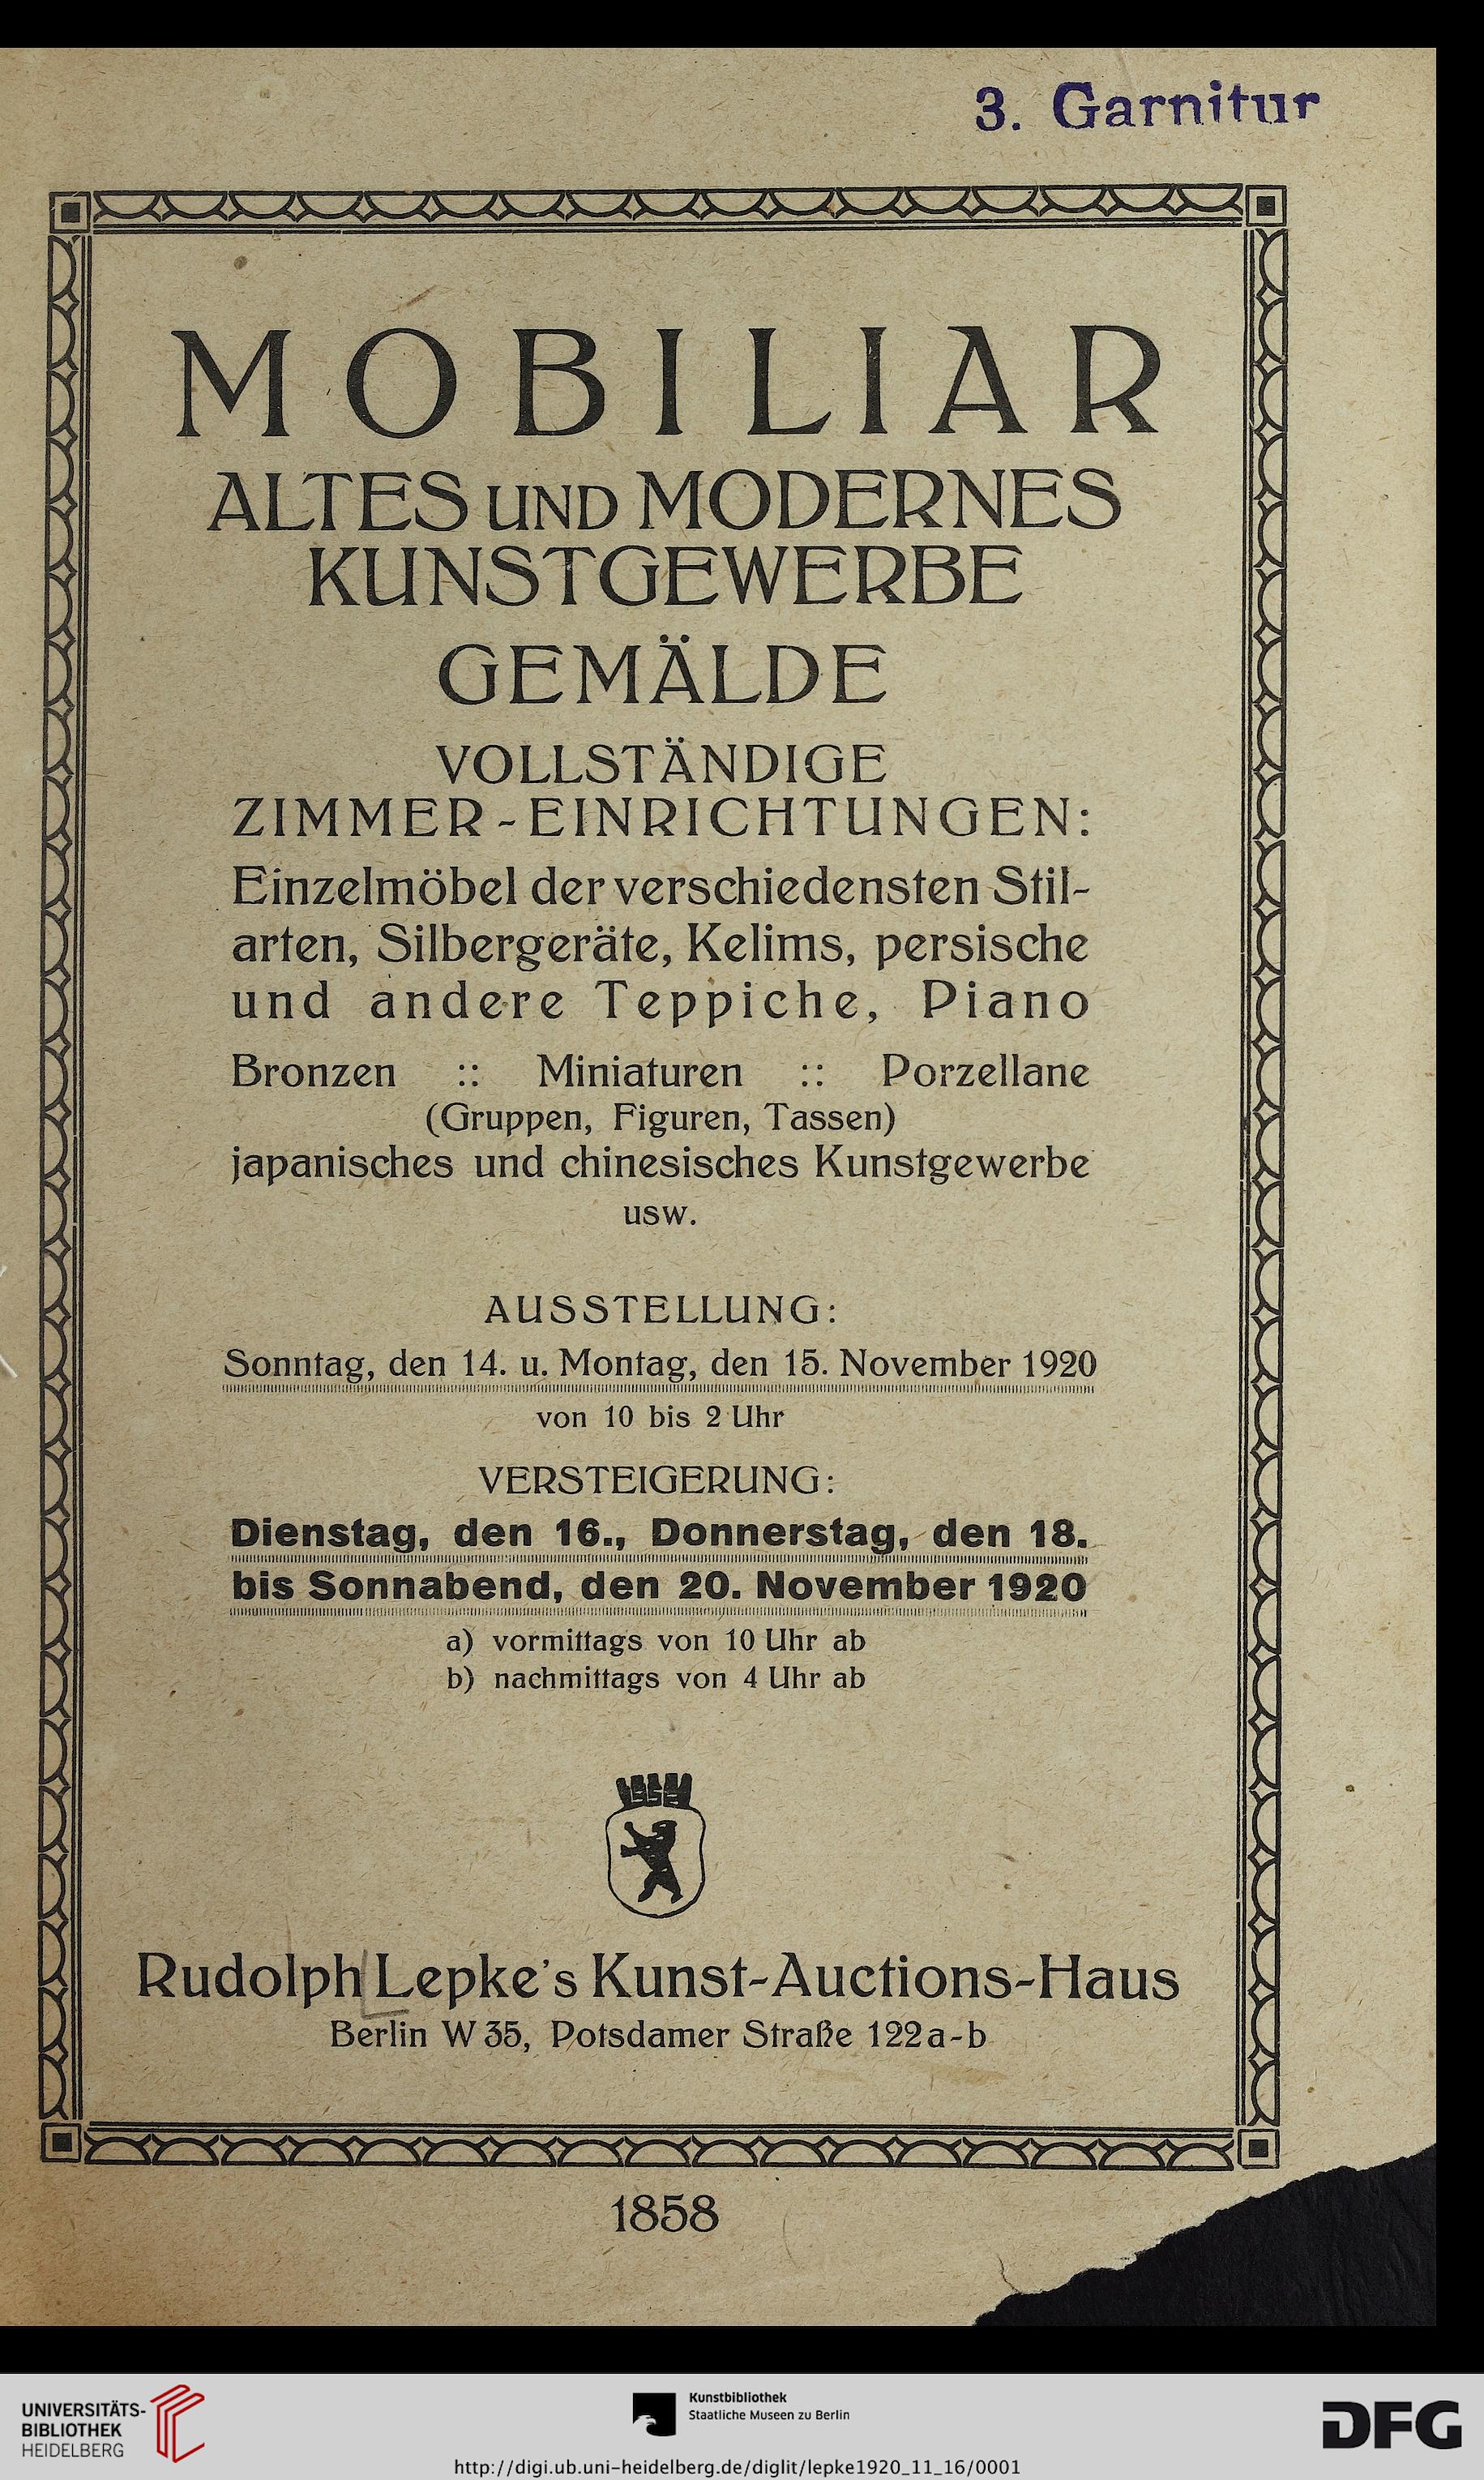 3. Garnitur
MOBILIAR
ALTES UND MODERNES
KUNSTGEWERBE
GEMÄLDE
VOLLSTÄNDIGE
ZIMMER-EINRICHTUNGEN:
Einzelmöbel der verschiedensten Stil-
arten, Silbergeräte, Kelims, persische
und andere Teppiche, Piano
Bronzen :: Miniaturen :: Porzellane
(Gruppen, Figuren, Tassen)
japanisches und chinesisches Kunstgewerbe
usw.
AUSSTELLUNG:
Sonntag, den 14. u. Montag, den 15. November 1920
von 10 bis 2 Uhr
VERSTEIGERUNG:
Dienstag, den 16., Donnerstag, den 18.
bis Sonnabend, den 20. November 1920
a) vormittags von 10 Uhr ab
b) nachmittags von 4 Uhr ab
Rudolph Lepke's Kunst-Auctions-Haus
Berlin W 35, Potsdamer Straße 122a-b
1858
UNIVERSITÄTS-
BIBLIOTHEK
HEIDELBERG
Kunstbibliothek
Staatliche Museen zu Berlin
DFG
http://digi.ub.uni-heidelberg.de/diglit/lepke1920_11_16/0001